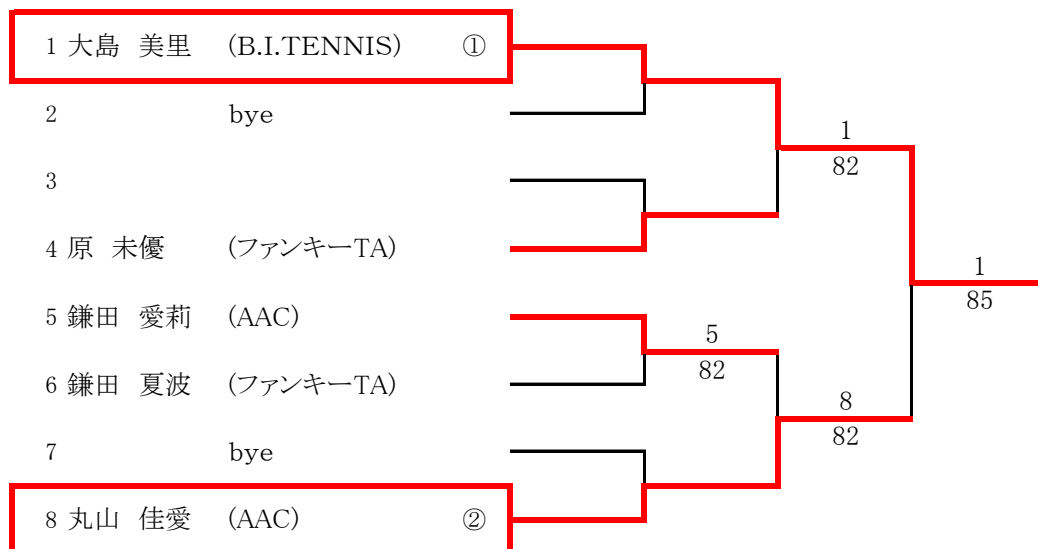 1 大島 美里 (B.I.TENNIS) ①
2 bye
3
4 原 未優 (ファンキーTA)
5 鎌田 愛莉 (AAC)
6 鎌田 夏波 (ファンキーTA)
7 bye
8 丸山 佳愛 (AAC) ②
5
82
1
82
8
82
1
85